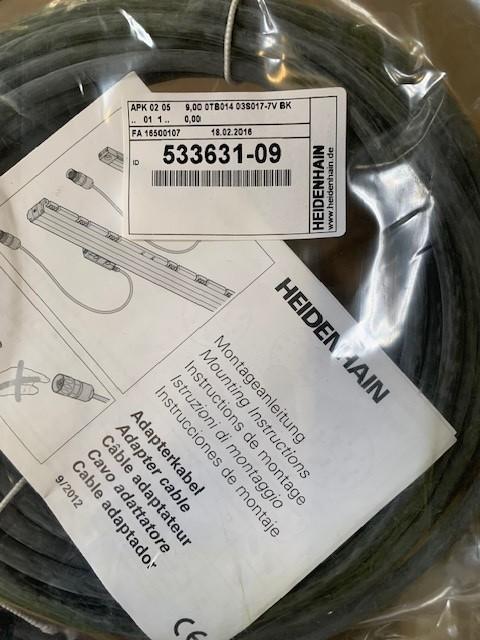 APK 02 05 9,00 0TB014 03S017-7V BK
.. 01 1 .. 0,00
FA 16500107 18.02.2016
ID 533631-09
HEIDENHAIN
www.heidenhain.de
HEIDENHAIN
Montageanleitung
Mounting Instructions
Instructions de montage
Istruzioni di montaggio
Instrucciones de montaje
Adapterkabel
Adapter cable
Câble adaptateur
Cavo adattatore
Cable adaptador
9/2012
CE